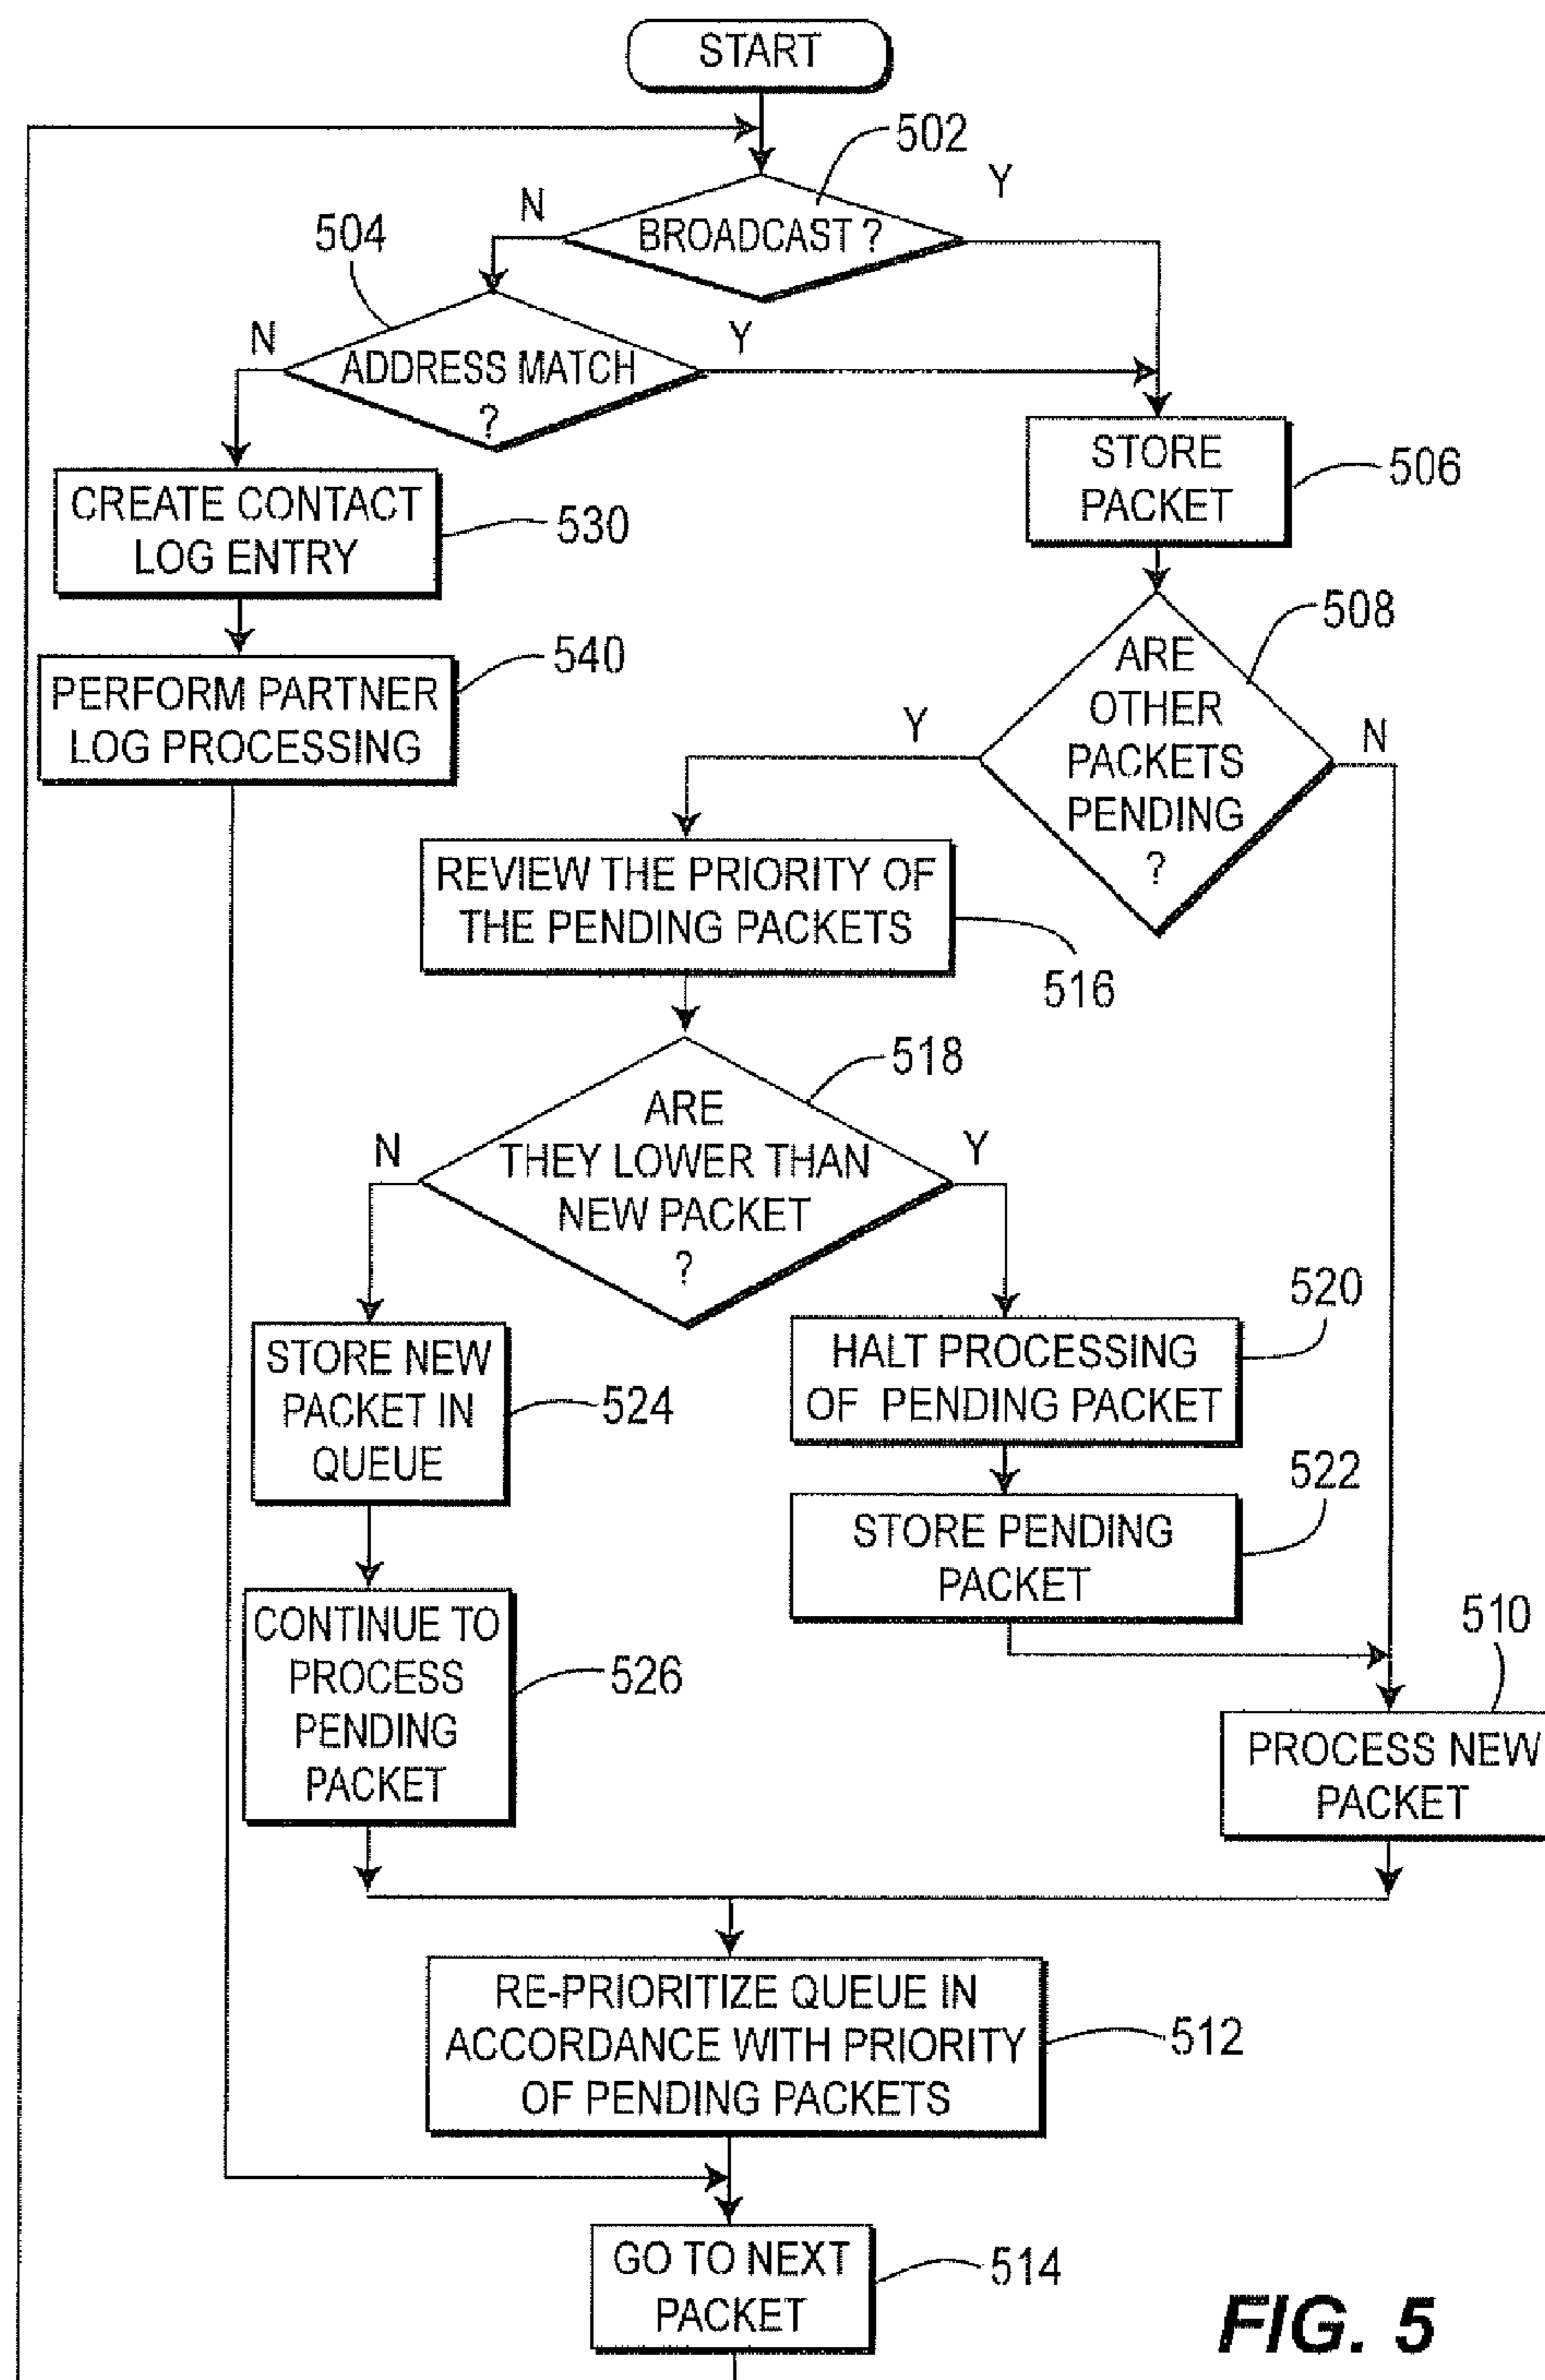 START
502
N
Y
BROADCAST ?
504
N
Y
ADDRESS MATCH
?
STORE
PACKET
506
CREATE CONTACT
LOG ENTRY
530
508
ARE
OTHER
PACKETS
PENDING
?
540
PERFORM PARTNER
LOG PROCESSING
Y
N
REVIEW THE PRIORITY OF
THE PENDING PACKETS
516
518
ARE
THEY LOWER THAN
NEW PACKET
?
N
Y
520
STORE NEW
PACKET IN
QUEUE
524
HALT PROCESSING
OF PENDING PACKET
522
STORE PENDING
PACKET
CONTINUE TO
PROCESS
PENDING
PACKET
526
510
PROCESS NEW
PACKET
RE-PRIORITIZE QUEUE IN
ACCORDANCE WITH PRIORITY
OF PENDING PACKETS
512
GO TO NEXT
PACKET
514
FIG. 5